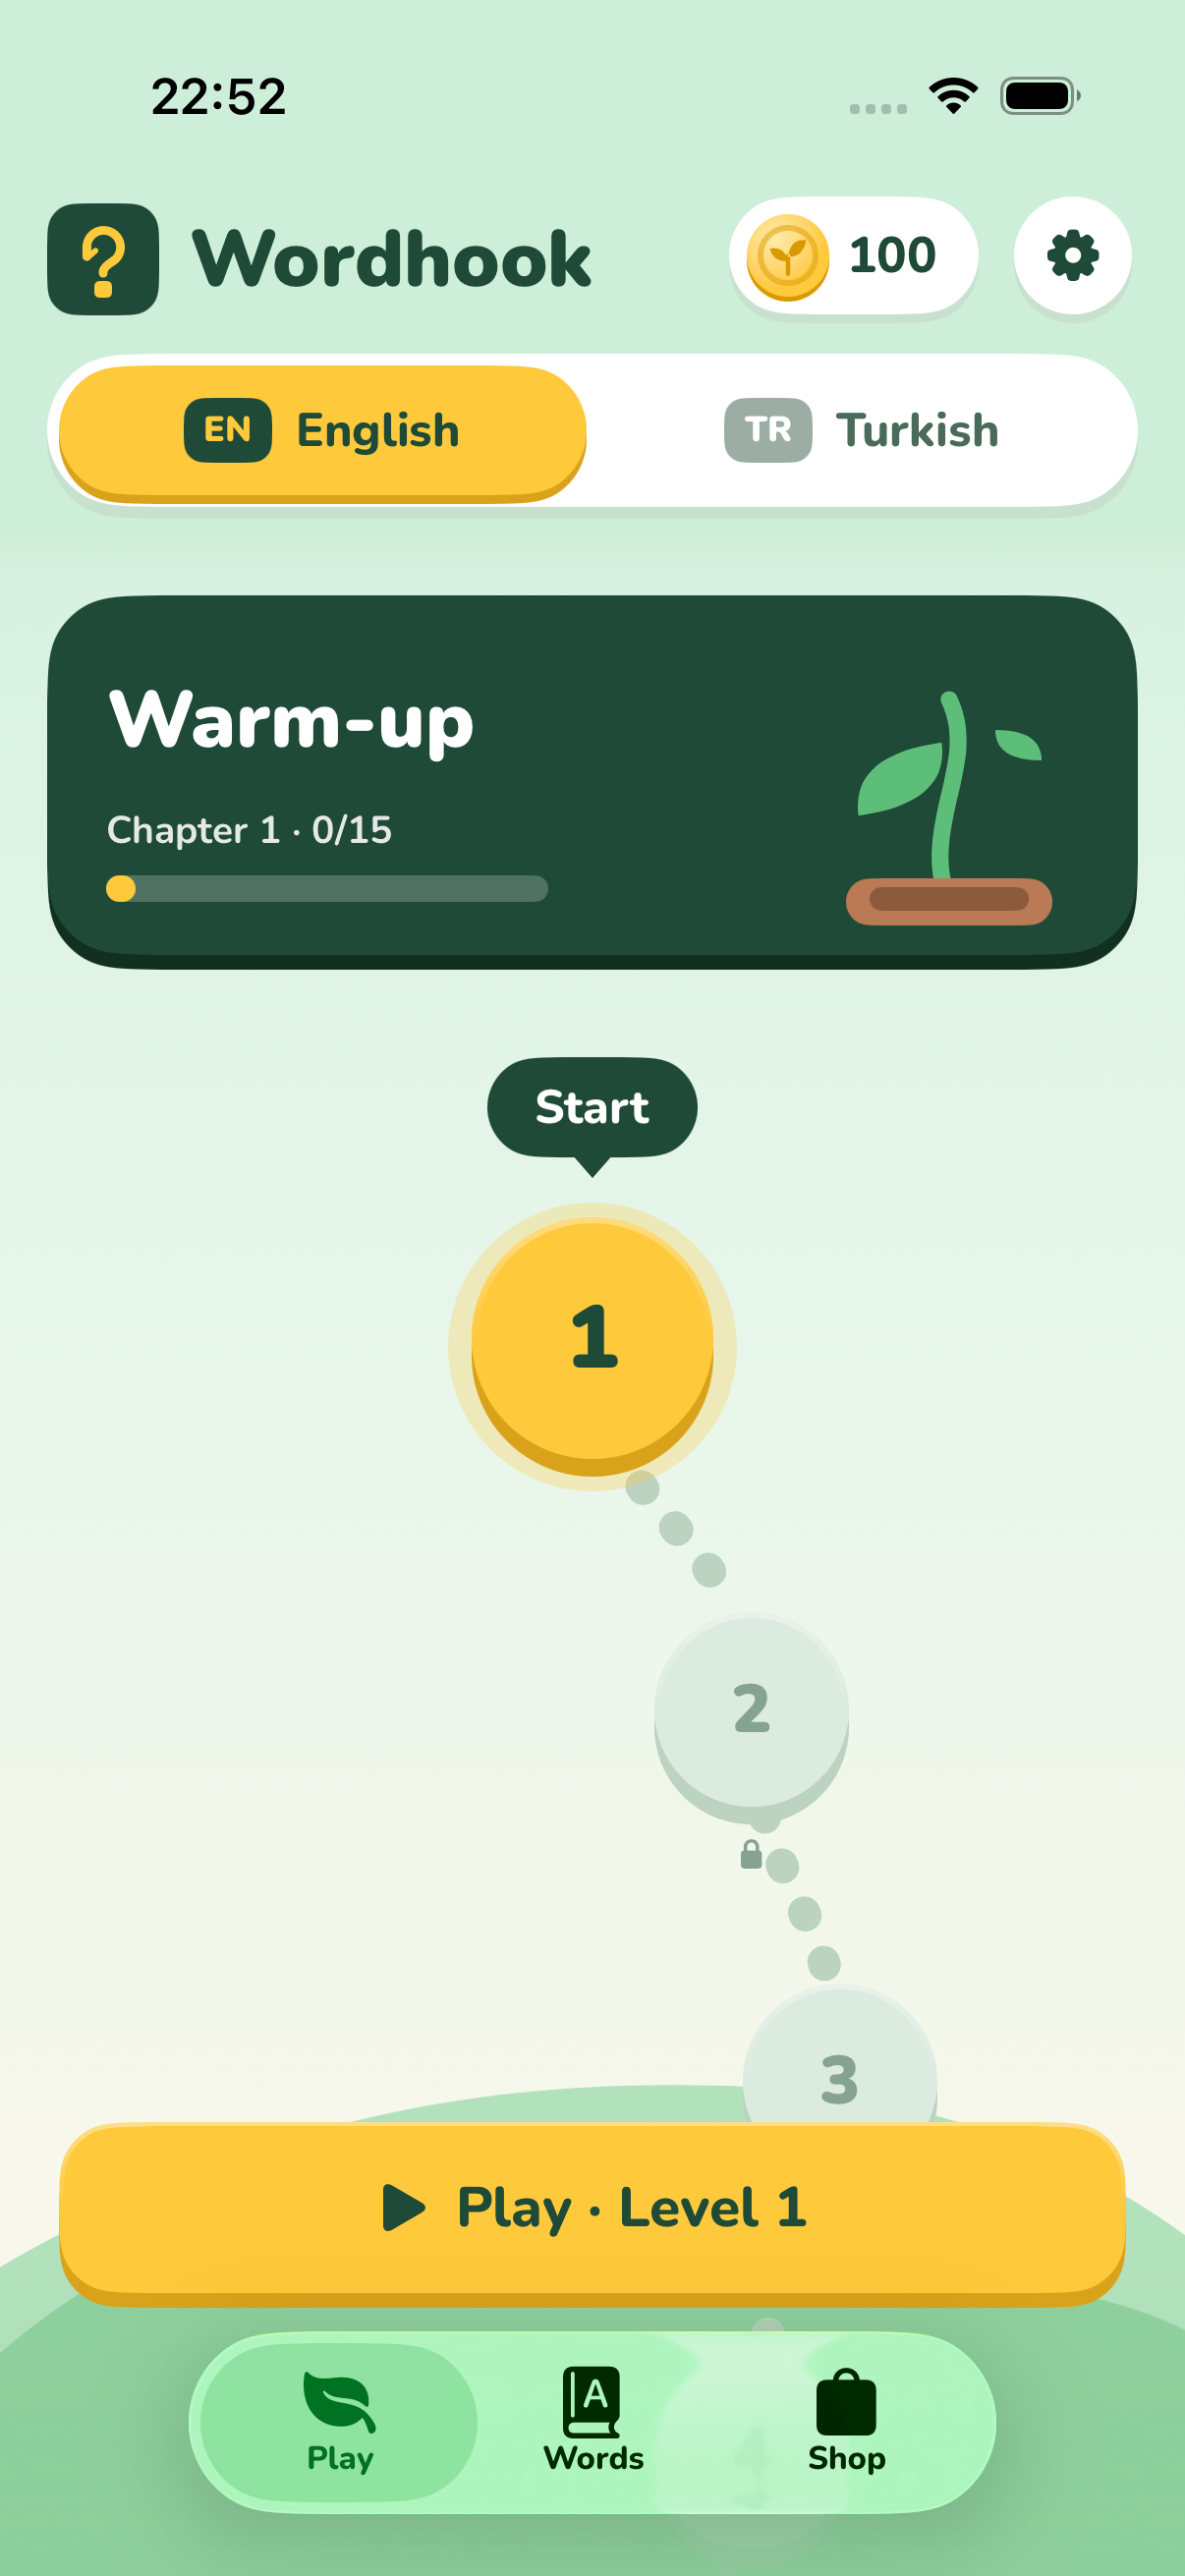 22:52
? Wordhook
100
EN English
TR Turkish
Warm-up
Chapter 1 · 0/15
Start
1
2
3
Play · Level 1
4
A
Play
Words
Shop